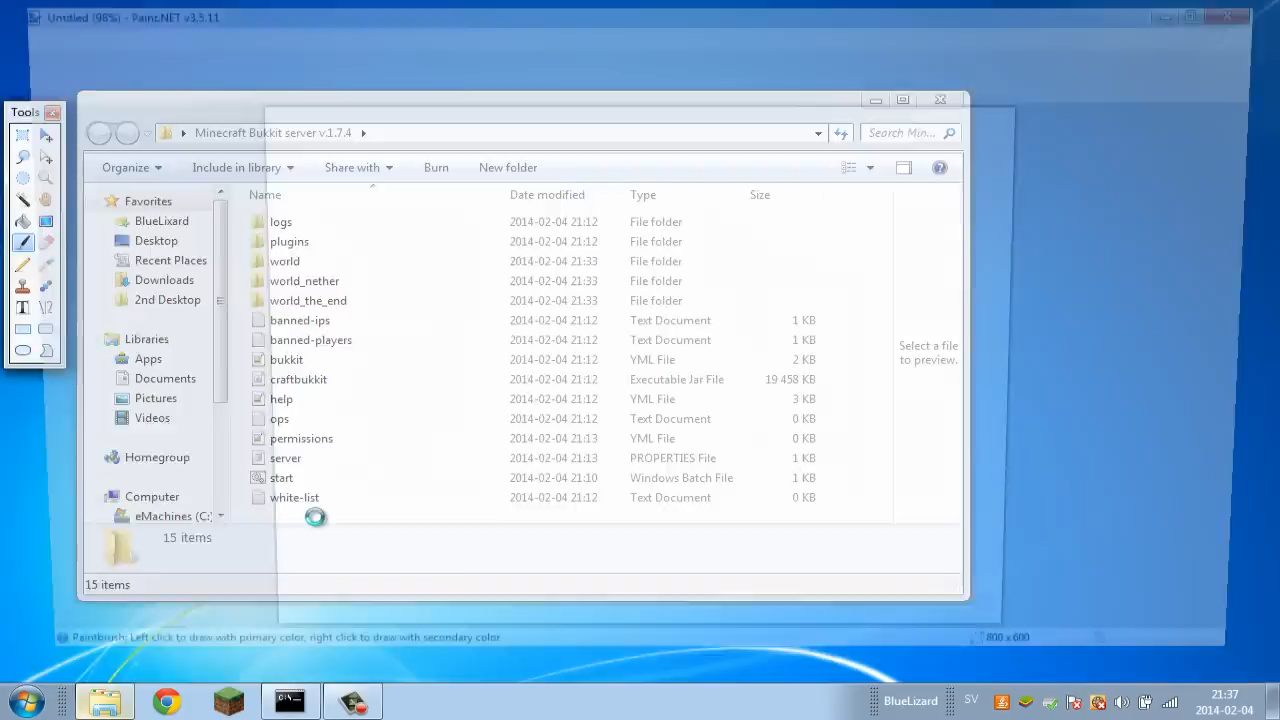 Untitled (98%) - Paint.NET v3.5.11
Tools
Minecraft Bukkit server v.1.7.4
Search Min...
Organize
Include in library
Share with
Burn
New folder
Name
Date modified
Type
Size
Favorites
BlueLizard
Desktop
Recent Places
Downloads
2nd Desktop
Libraries
Apps
Documents
Pictures
Videos
Homegroup
Computer
eMachines (C:)
logs 2014-02-04 21:12 File folder
plugins 2014-02-04 21:12 File folder
world 2014-02-04 21:33 File folder
world_nether 2014-02-04 21:33 File folder
world_the_end 2014-02-04 21:33 File folder
banned-ips 2014-02-04 21:12 Text Document 1 KB
banned-players 2014-02-04 21:12 Text Document 1 KB
bukkit 2014-02-04 21:12 YML File 2 KB
craftbukkit 2014-02-04 21:12 Executable Jar File 19 458 KB
help 2014-02-04 21:12 YML File 3 KB
ops 2014-02-04 21:12 Text Document 0 KB
permissions 2014-02-04 21:13 YML File 0 KB
server 2014-02-04 21:13 PROPERTIES File 1 KB
start 2014-02-04 21:10 Windows Batch File 1 KB
white-list 2014-02-04 21:12 Text Document 0 KB
Select a file
to preview.
15 items
15 items
Paintbrush: Left click to draw with primary color, right click to draw with secondary color
800 x 600
C:\.
BlueLizard
SV
21:37
2014-02-04